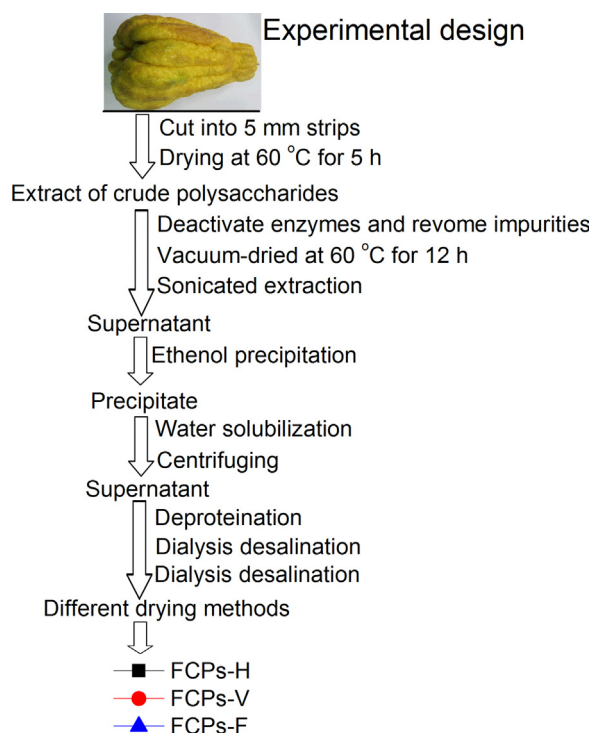 Experimental design
Cut into 5 mm strips
Drying at 60 °C for 5 h
Extract of crude polysaccharides
Deactivate enzymes and revome impurities
Vacuum-dried at 60 °C for 12 h
Sonicated extraction
Supernatant
Ethenol precipitation
Precipitate
Water solubilization
Centrifuging
Supernatant
Deproteination
Dialysis desalination
Dialysis desalination
Different drying methods
FCPs-H
FCPs-V
FCPs-F